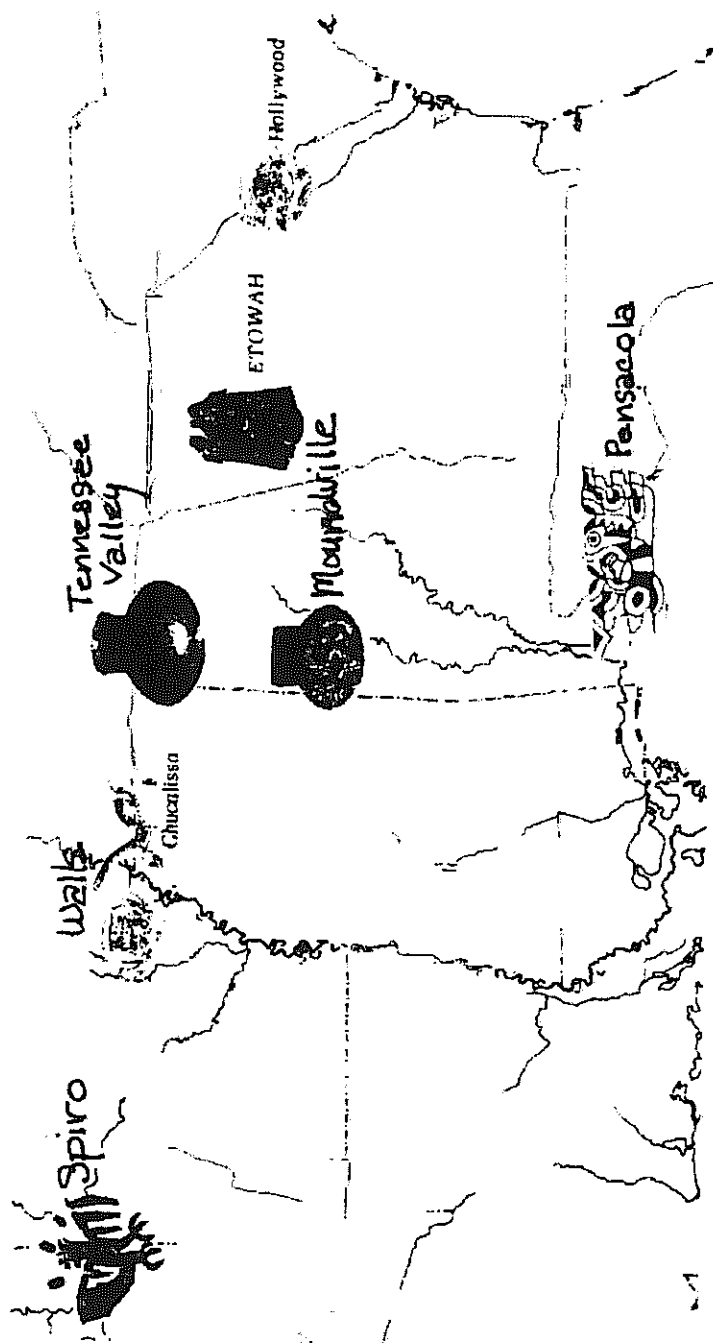 Spiro
Walls
Chucalissa
Tennessee
Valley
Moundville
ETOWAH
Hollywood
Pensacola